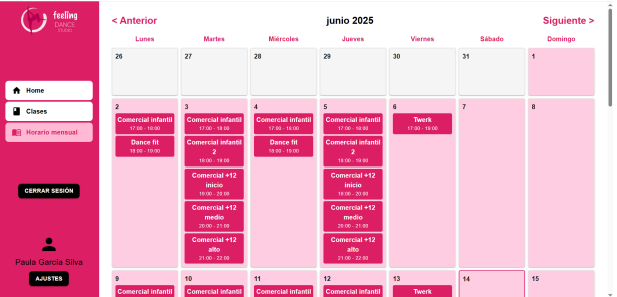 feeling
DANCE
STUDIO
Home
Clases
Horario mensual
CERRAR SESIÓN
Paula García Silva
AJUSTES
< Anterior
junio 2025
Siguiente >
Lunes Martes Miércoles Jueves Viernes Sábado Domingo
26 27 28 29 30 31 1
2
Comercial infantil
17:00 - 18:00
Dance fit
18:00 - 19:00
3
Comercial infantil
17:00 - 18:00
Comercial infantil
2
18:00 - 19:00
Comercial +12
inicio
19:00 - 20:00
Comercial +12
medio
20:00 - 21:00
Comercial +12
alto
21:00 - 22:00
4
Comercial infantil
17:00 - 18:00
Dance fit
18:00 - 19:00
5
Comercial infantil
17:00 - 18:00
Comercial infantil
2
18:00 - 19:00
Comercial +12
inicio
19:00 - 20:00
Comercial +12
medio
20:00 - 21:00
Comercial +12
alto
21:00 - 22:00
6
Twerk
17:00 - 19:00
7
8
9
Comercial infantil
10
Comercial infantil
11
Comercial infantil
12
Comercial infantil
13
Twerk
14
15